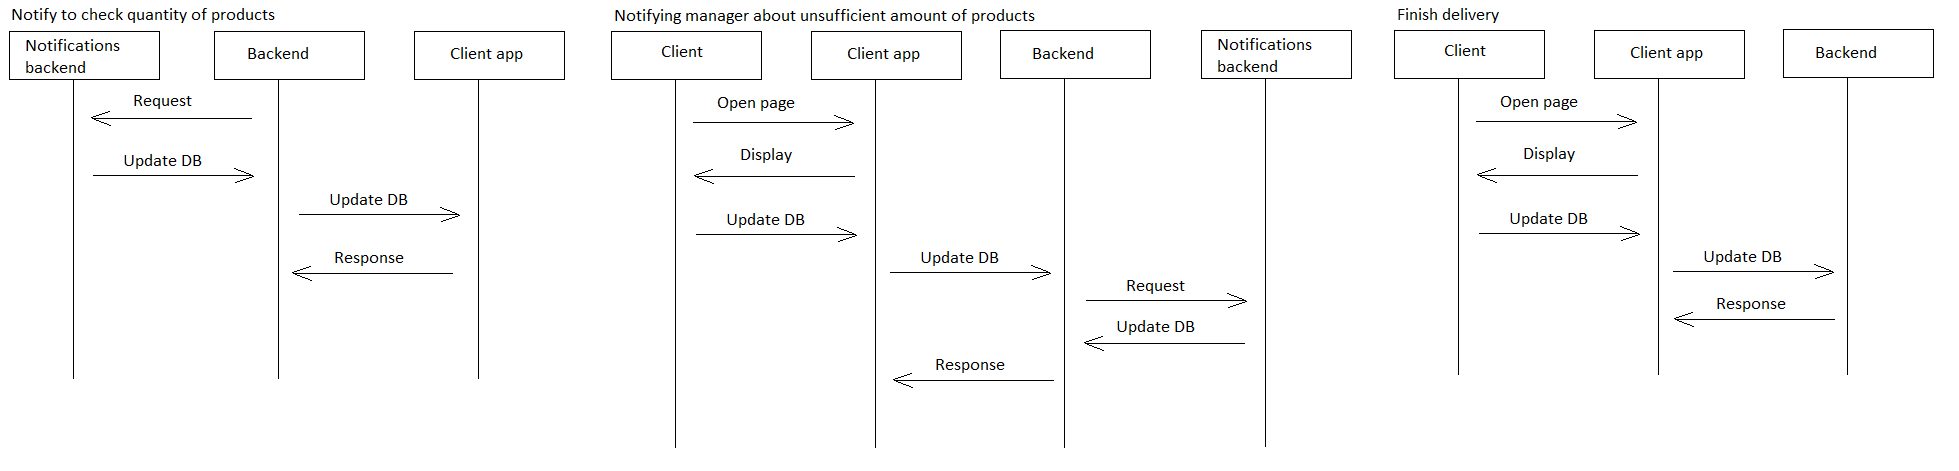 Notify to check quantity of products
Notifications
backend
Backend
Client app
Request
Update DB
Update DB
Response
Notifying manager about unsufficient amount of products
Client
Client app
Backend
Notifications
backend
Open page
Display
Update DB
Update DB
Request
Update DB
Response
Finish delivery
Client
Client app
Backend
Open page
Display
Update DB
Update DB
Response